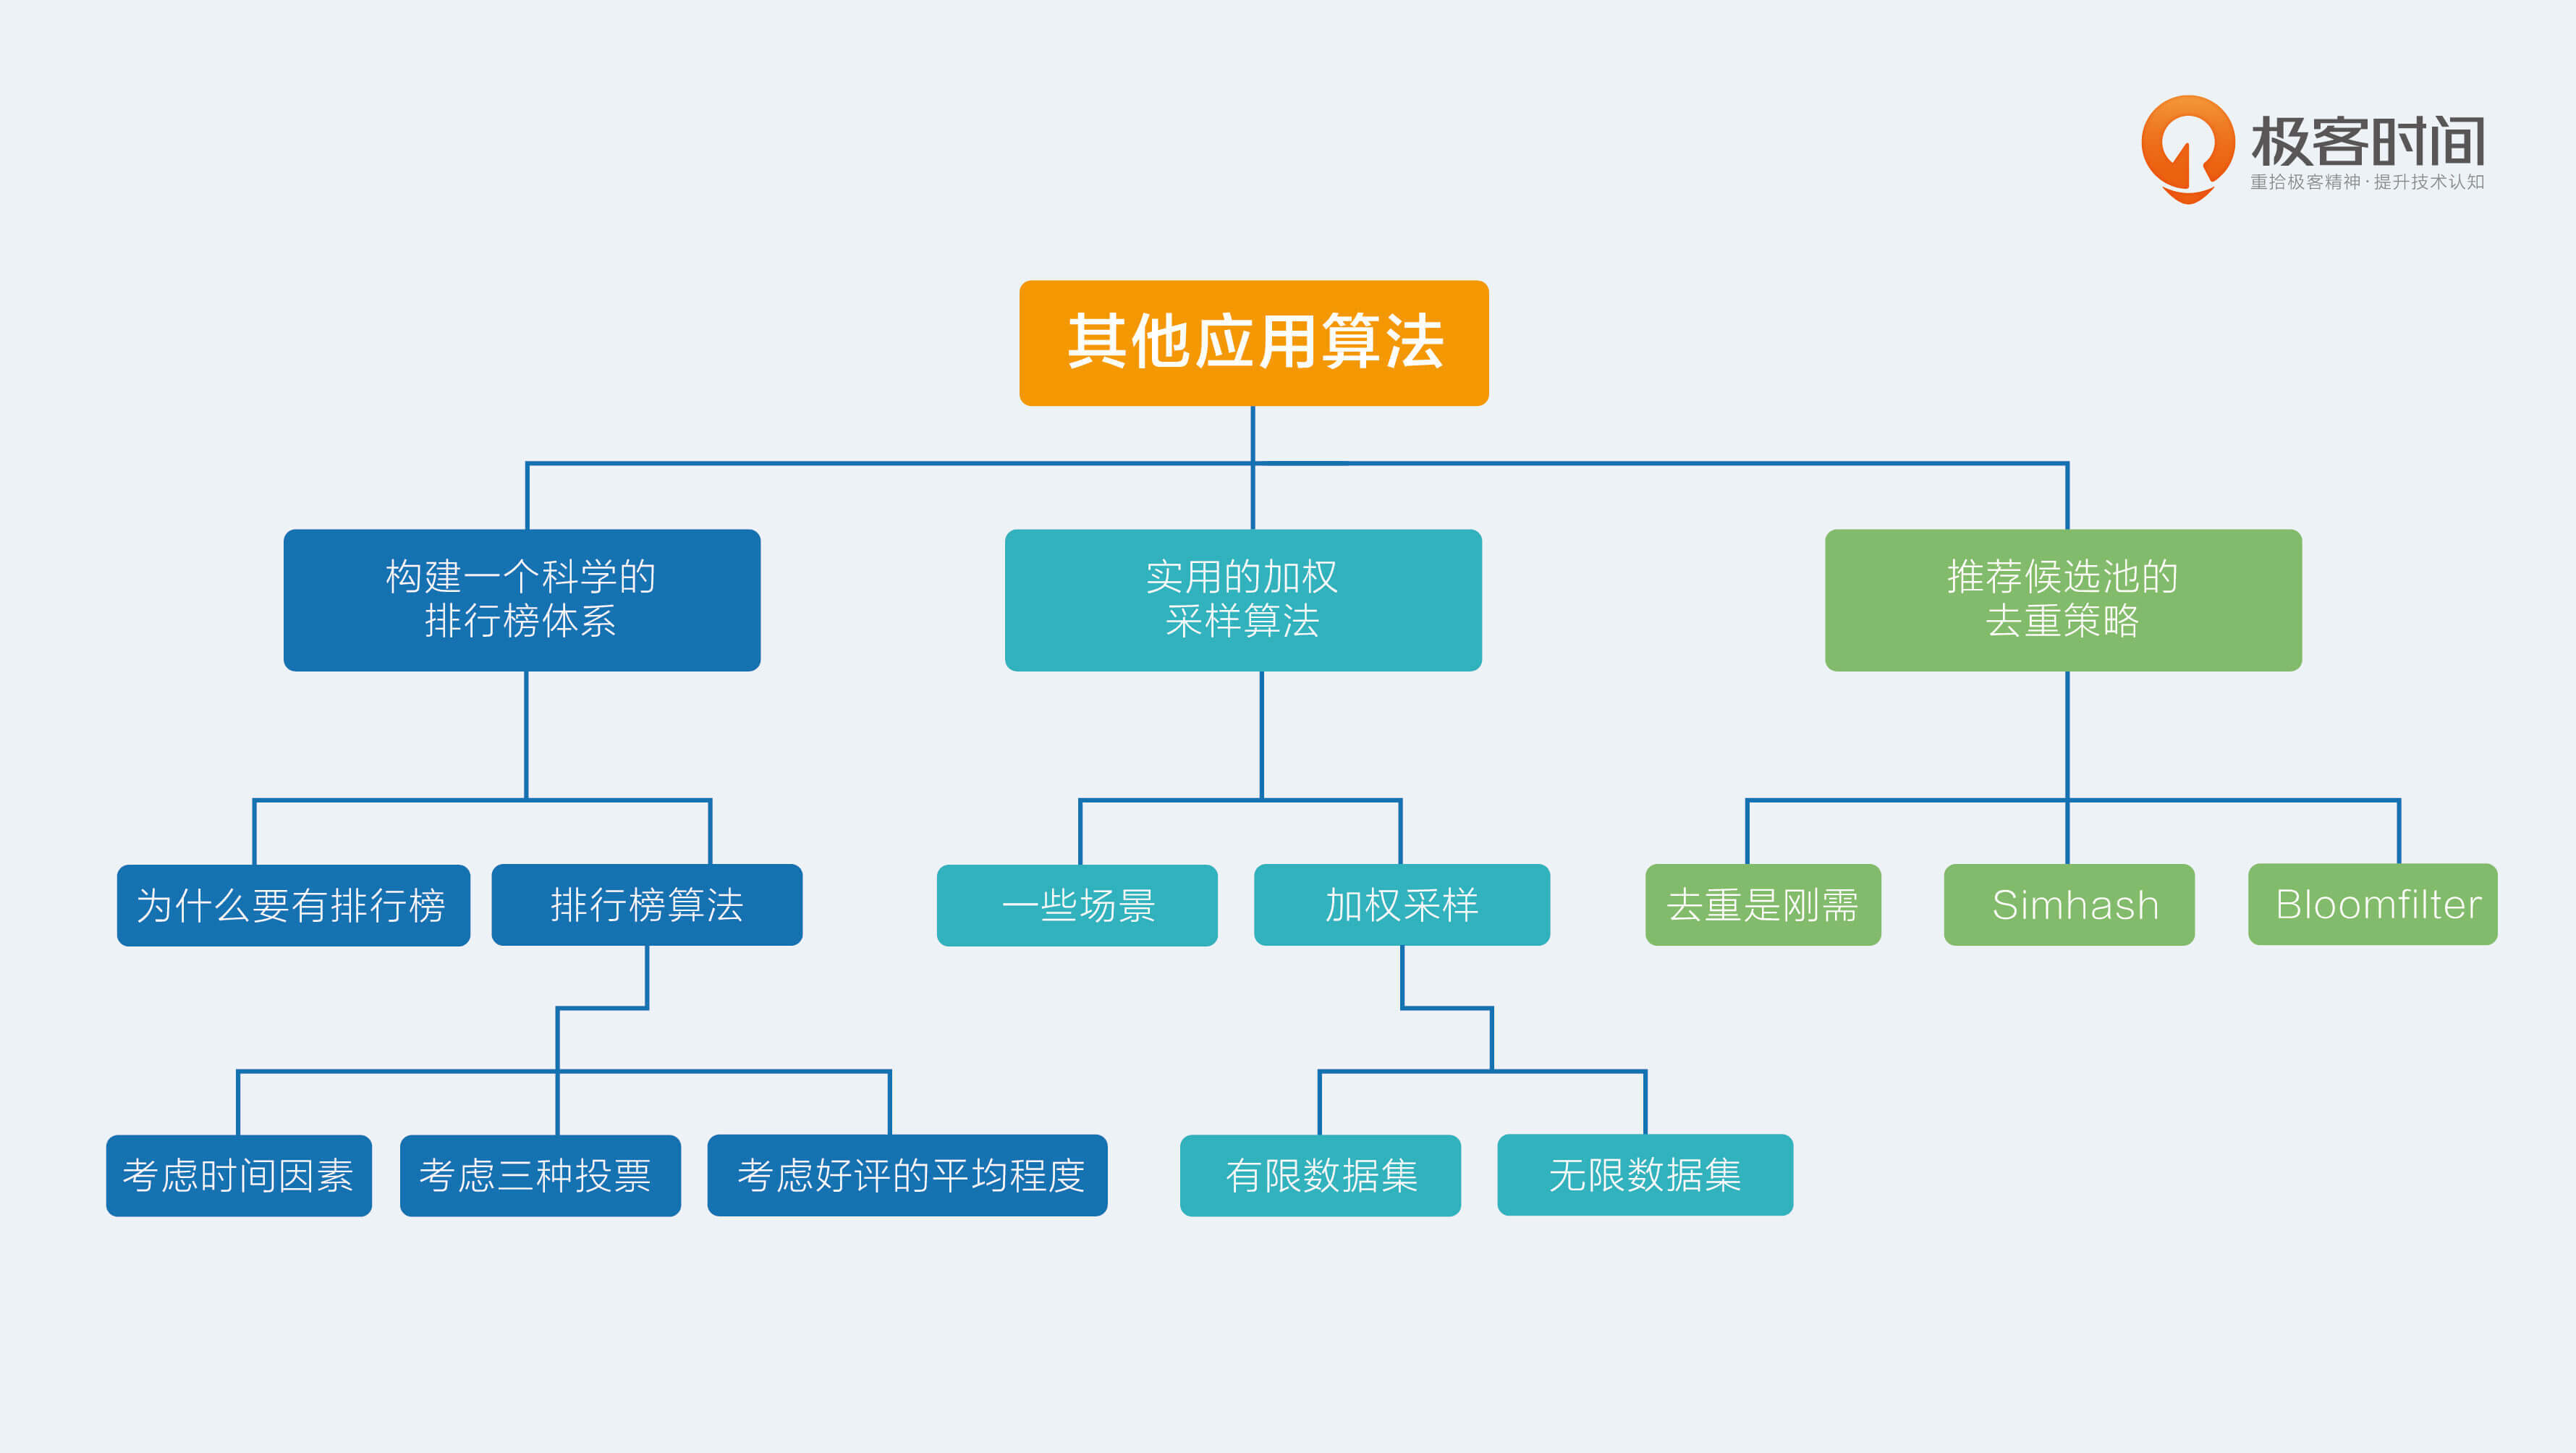 极客时间
重拾极客精神·提升技术认知
其他应用算法
构建一个科学的
排行榜体系
实用的加权
采样算法
推荐候选池的
去重策略
为什么要有排行榜
排行榜算法
一些场景
加权采样
去重是刚需
Simhash
Bloomfilter
考虑时间因素
考虑三种投票
考虑好评的平均程度
有限数据集
无限数据集